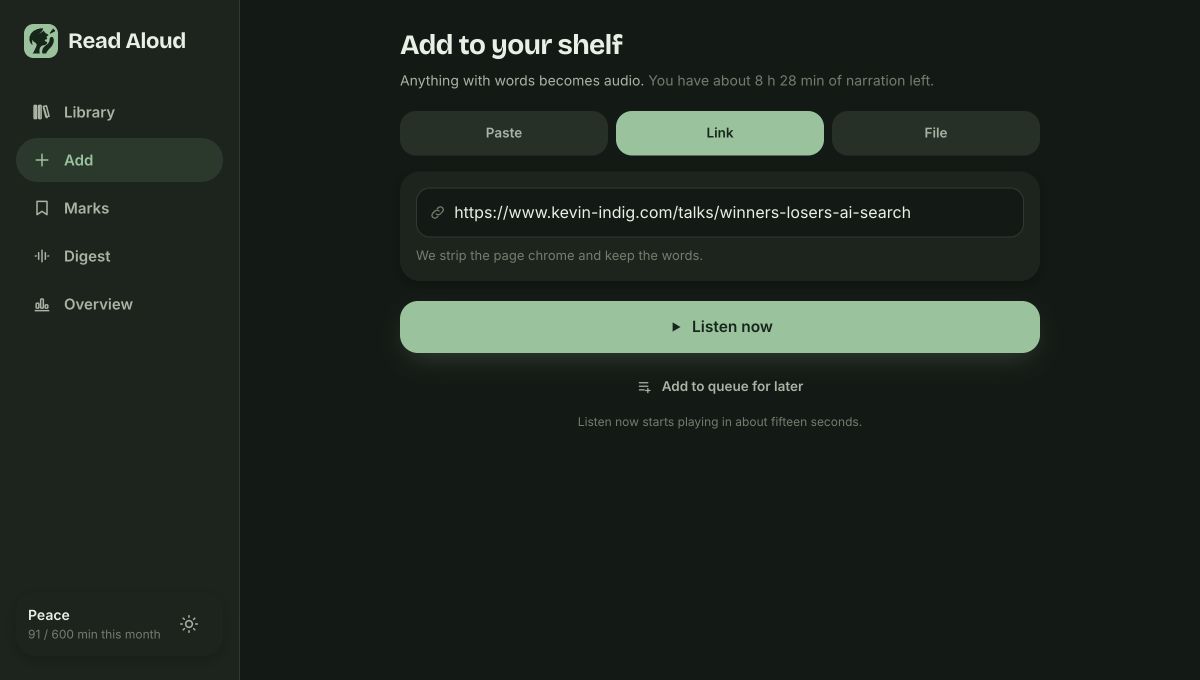 Read Aloud
Library
Add
Marks
Digest
Overview
Peace
91 / 600 min this month
Add to your shelf
Anything with words becomes audio. You have about 8 h 28 min of narration left.
Paste
Link
File
https://www.kevin-indig.com/talks/winners-losers-ai-search
We strip the page chrome and keep the words.
Listen now
Add to queue for later
Listen now starts playing in about fifteen seconds.